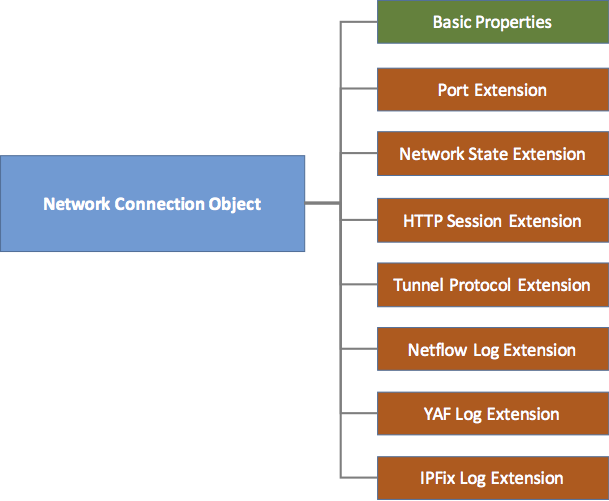 Basic Properties
Port Extension
Network State Extension
Network Connection Object
HTTP Session Extension
Tunnel Protocol Extension
Netflow Log Extension
YAF Log Extension
IPFix Log Extension